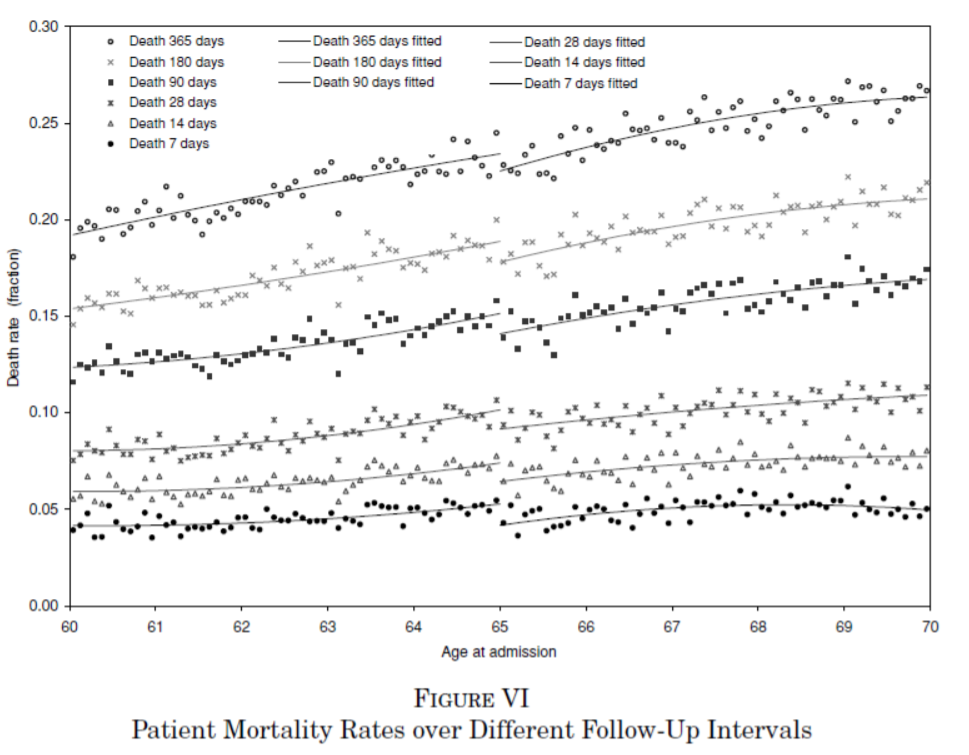 0.30
0.25
0.20
0.15
0.10
0.05
0.00
Death rate (fraction)
Death 365 days
Death 180 days
Death 90 days
Death 28 days
Death 14 days
Death 7 days
Death 365 days fitted
Death 180 days fitted
Death 90 days fitted
Death 28 days fitted
Death 14 days fitted
Death 7 days fitted
60 61 62 63 64 65 66 67 68 69 70
Age at admission
FIGURE VI
Patient Mortality Rates over Different Follow-Up Intervals